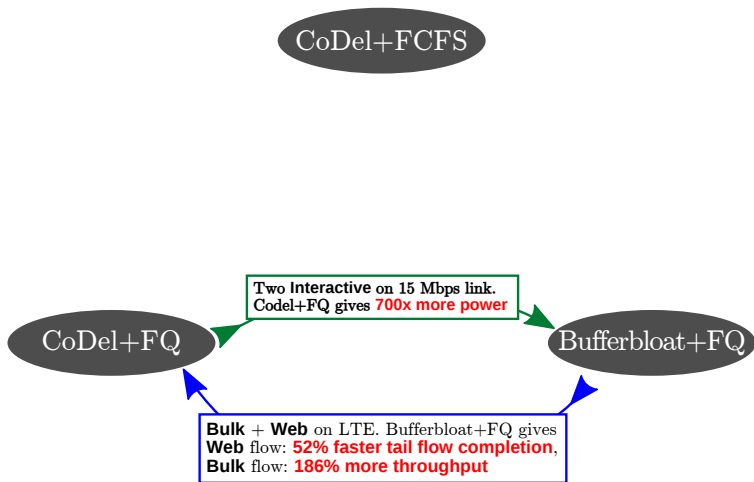 CoDel+FCFS
Two Interactive on 15 Mbps link.
Codel+FQ gives 700x more power
CoDel+FQ
Bufferbloat+FQ
Bulk + Web on LTE. Bufferbloat+FQ gives
Web flow: 52% faster tail flow completion,
Bulk flow: 186% more throughput